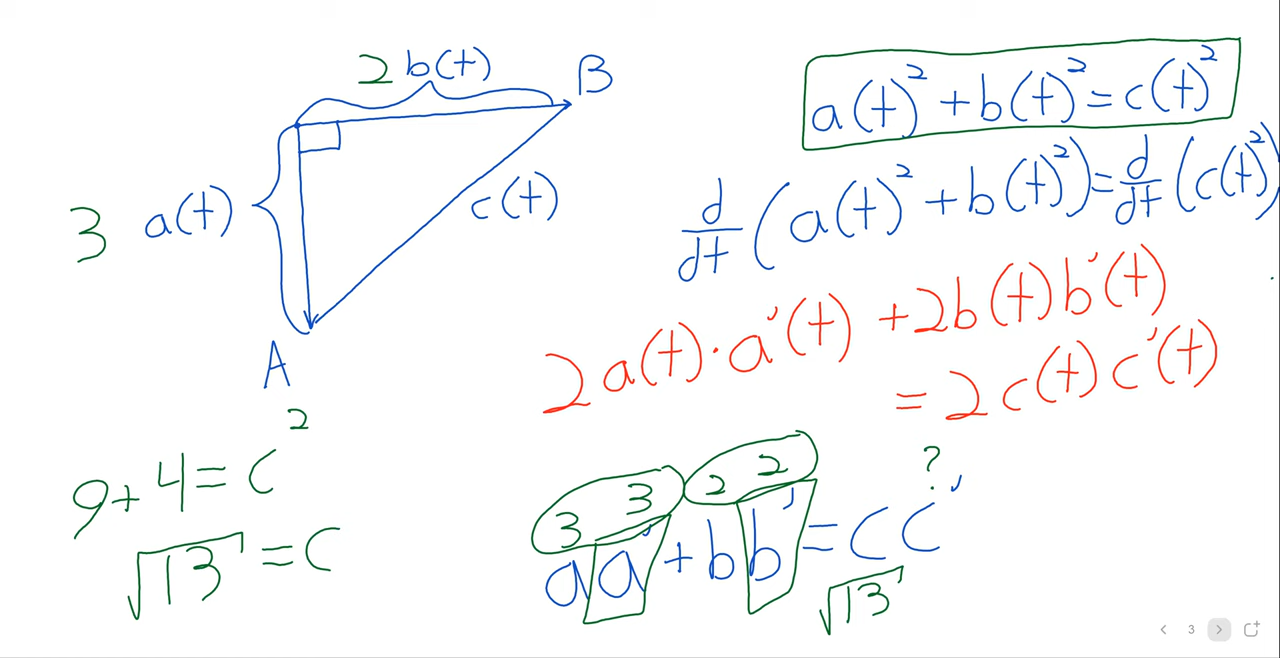 2 b(t)
B
3 a(t)
c(t)
A
9+4=c²
√13=c
a(t)²+b(t)²=c(t)²
d/dt(a(t)²+b(t)²)=d/dt(c(t)²)
2a(t)·a'(t)+2b(t)b'(t)
=2c(t)c'(t)
3 3 2 2 ?
aa'+bb'=cc'
√13
3